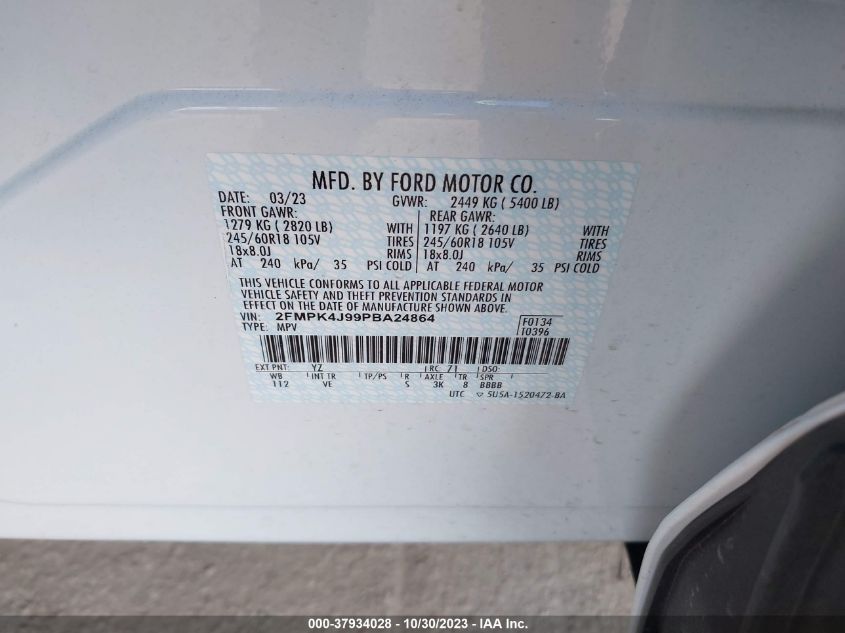 MFD. BY FORD MOTOR CO.
DATE: 03/23 GVWR: 2449 KG ( 5400 LB)
FRONT GAWR: REAR GAWR:
1279 KG ( 2820 LB) WITH 1197 KG ( 2640 LB) WITH
245/60R18 105V TIRES 245/60R18 105V TIRES
18x8.0J RIMS 18x8.0J RIMS
AT 240 kPa/ 35 PSI COLD AT 240 kPa/ 35 PSI COLD
THIS VEHICLE CONFORMS TO ALL APPLICABLE FEDERAL MOTOR
VEHICLE SAFETY AND THEFT PREVENTION STANDARDS IN
EFFECT ON THE DATE OF MANUFACTURE SHOWN ABOVE.
VIN: 2FMPK4J99PBA24864 F0134
TYPE: MPV 10396
EXT PNT: YZ RC: 71 DSO:
WB INT TR TP/PS R AXLE TR SPR
112 VE S 3K 8 BBBB
UTC ▽ 5U5A-1520472-BA
000-37934028 - 10/30/2023 - IAA Inc.